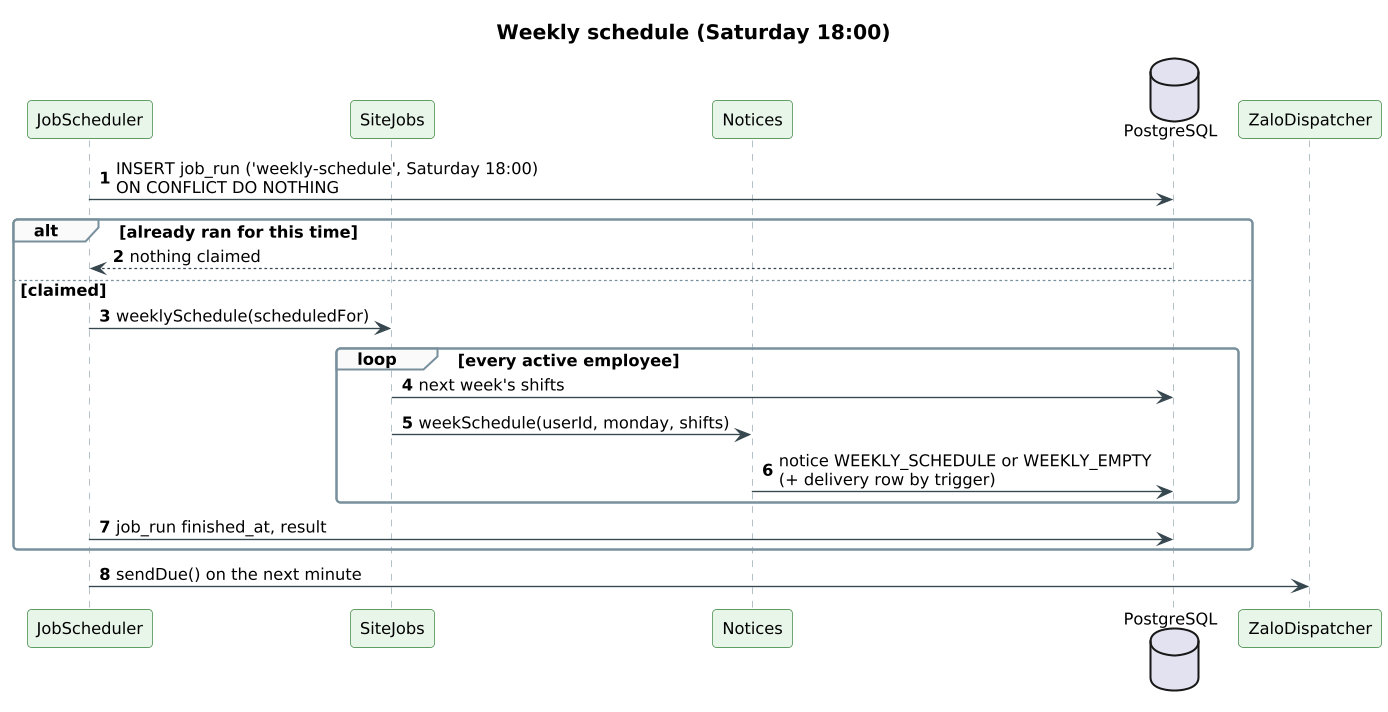 Weekly schedule (Saturday 18:00)
JobScheduler
SiteJobs
Notices
PostgreSQL
ZaloDispatcher
1 INSERT job_run ('weekly-schedule', Saturday 18:00)
ON CONFLICT DO NOTHING
alt [already ran for this time]
2 nothing claimed
[claimed]
3 weeklySchedule(scheduledFor)
loop [every active employee]
4 next week's shifts
5 weekSchedule(userId, monday, shifts)
6 notice WEEKLY_SCHEDULE or WEEKLY_EMPTY
(+ delivery row by trigger)
7 job_run finished_at, result
8 sendDue() on the next minute
JobScheduler
SiteJobs
Notices
PostgreSQL
ZaloDispatcher